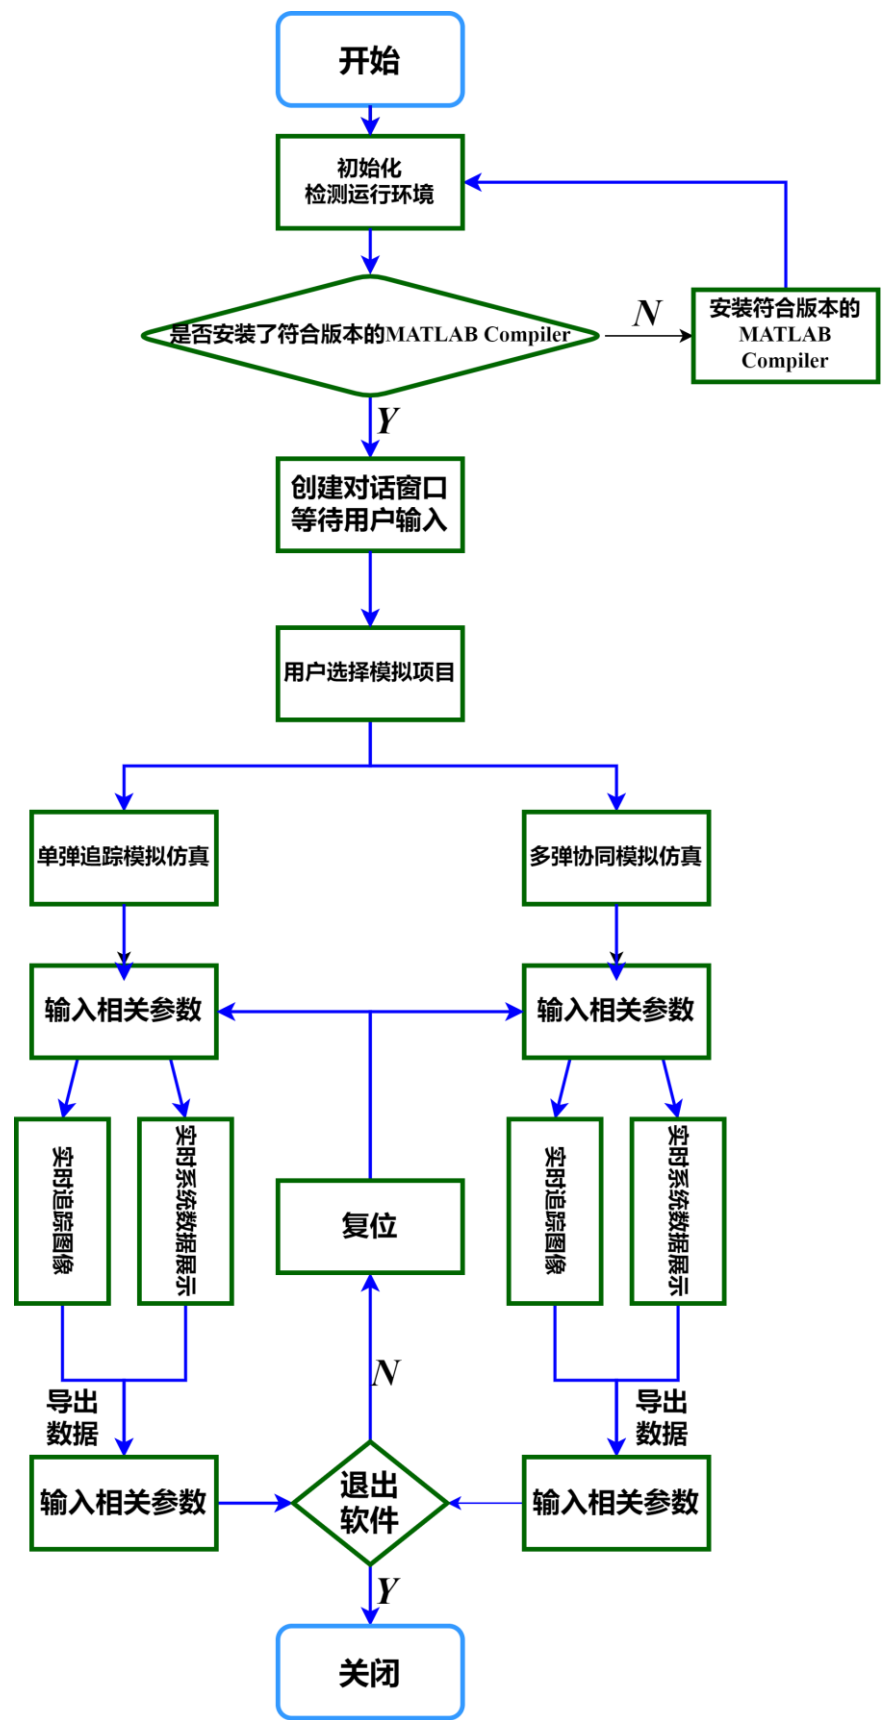 开始
初始化
检测运行环境
是否安装了符合版本的MATLAB Compiler
N
安装符合版本的
MATLAB
Compiler
Y
创建对话窗口
等待用户输入
用户选择模拟项目
单弹追踪模拟仿真
多弹协同模拟仿真
输入相关参数
输入相关参数
实时追踪图像
实时系统数据展示
复位
实时追踪图像
实时系统数据展示
N
导出
数据
导出
数据
输入相关参数
退出
软件
输入相关参数
Y
关闭